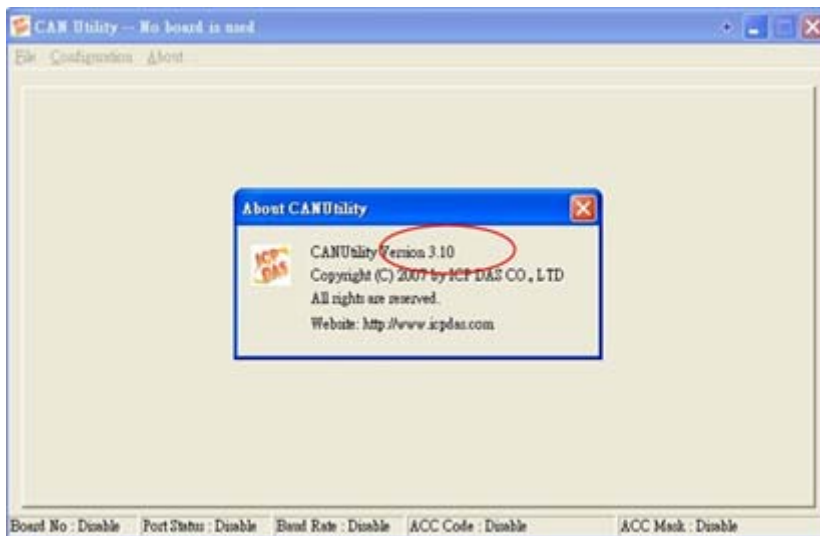 CAN Utility -- No board is used
File Configuration About...
About CANUtility
ICP DAS
CANUtility Version 3.10
Copyright (C) 2007 by ICP DAS CO., LTD
All rights are reserved.
Website: http://www.icpdas.com
Board No : Disable Port Status : Disable Baud Rate : Disable ACC Code : Disable ACC Mask : Disable